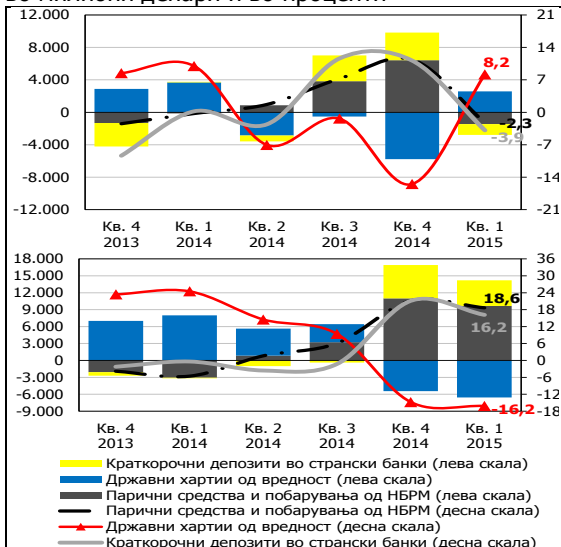 во милиони денари и во проценти
12.000
8.000
4.000
0
-4.000
-8.000
-12.000
21
14
7
0
-7
-14
-21
8,2
-2,3
-3,9
Кв. 4 2013
Кв. 1 2014
Кв. 2 2014
Кв. 3 2014
Кв. 4 2014
Кв. 1 2015
18.000
15.000
12.000
9.000
6.000
3.000
0
-3.000
-6.000
-9.000
36
30
24
18
12
6
0
-6
-12
-18
18,6
16,2
-16,2
Кв. 4 2013
Кв. 1 2014
Кв. 2 2014
Кв. 3 2014
Кв. 4 2014
Кв. 1 2015
Краткорочни депозити во странски банки (лева скала)
Државни хартии од вредност (лева скала)
Парични средства и побарувања од НБРМ (лева скала)
Парични средства и побарувања од НБРМ (десна скала)
Државни хартии од вредност (десна скала)
Краткорочни депозити во странски банки (десна скала)